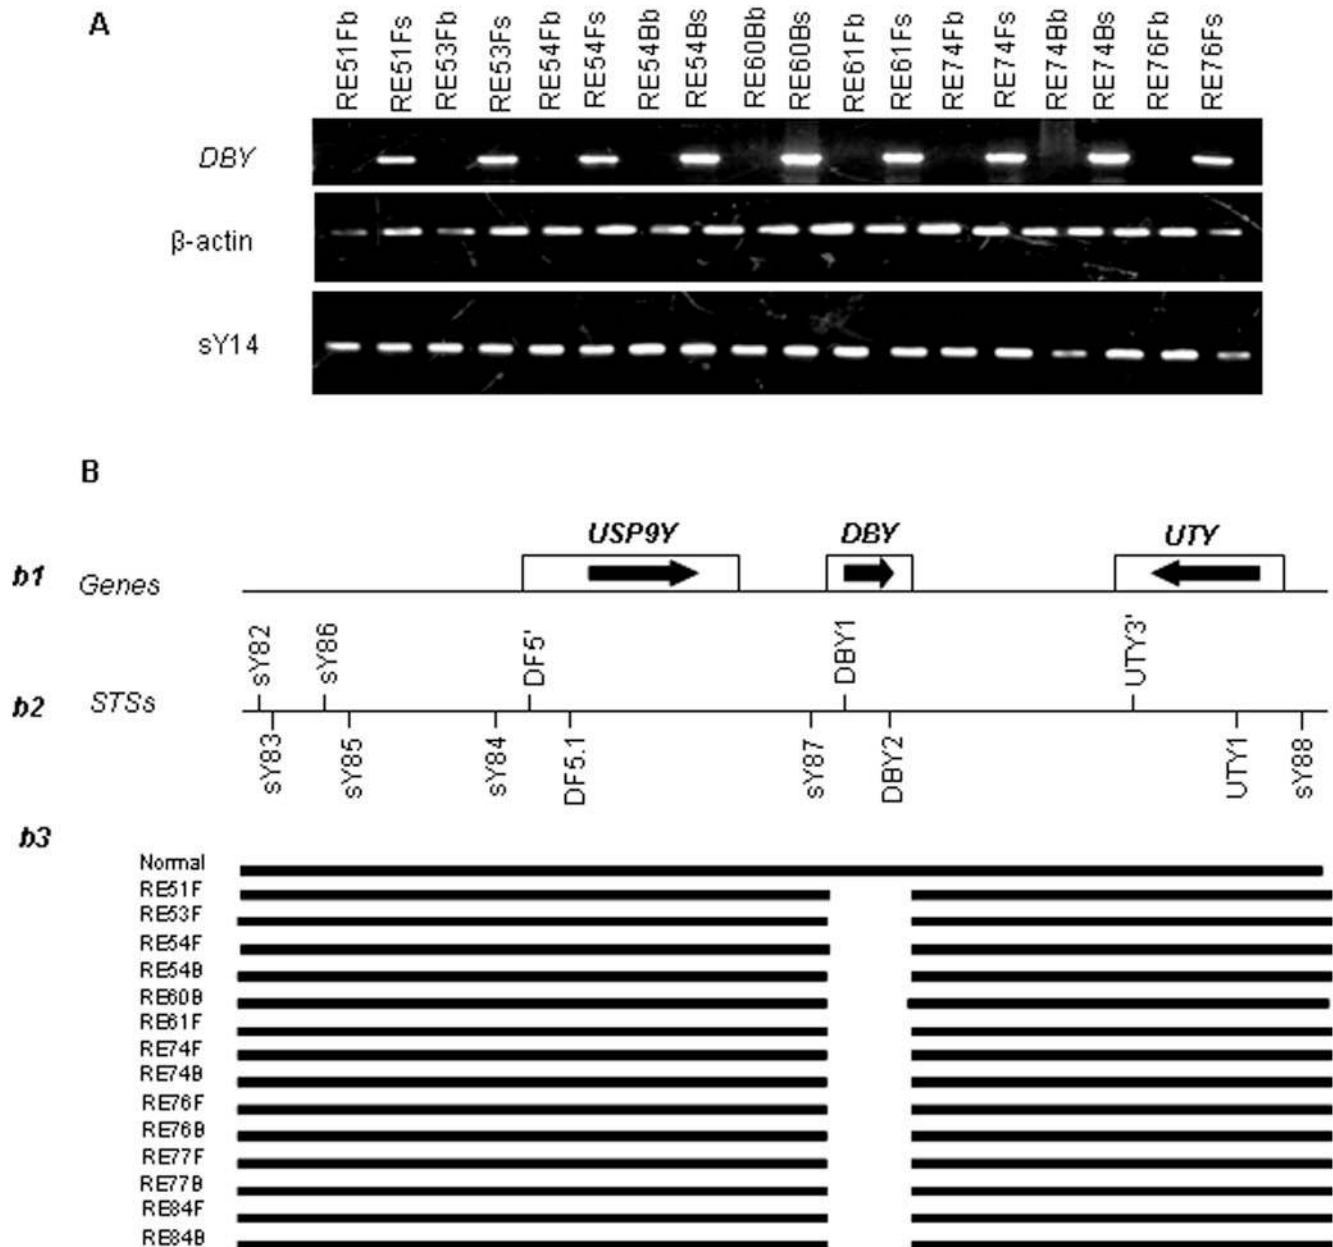 A
RE51Fb
RE51Fs
RE53Fb
RE53Fs
RE54Fb
RE54Fs
RE54Bb
RE54Bs
RE60Bb
RE60Bs
RE61Fb
RE61Fs
RE74Fb
RE74Fs
RE74Bb
RE74Bs
RE76Fb
RE76Fs
DBY
β-actin
sY14
B
USP9Y DBY UTY
b1 Genes
sY82 sY86 DF5' DBY1 UTY3'
b2 STSs
sY83 sY85 sY84 DF5.1 sY87 DBY2 UTY1 sY88
b3
Normal
RE51F
RE53F
RE54F
RE54B
RE60B
RE61F
RE74F
RE74B
RE76F
RE76B
RE77F
RE77B
RE84F
RE84B